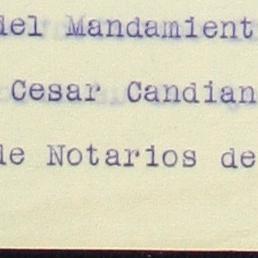 del Mandamient
Cesar Candian
de Notarios de